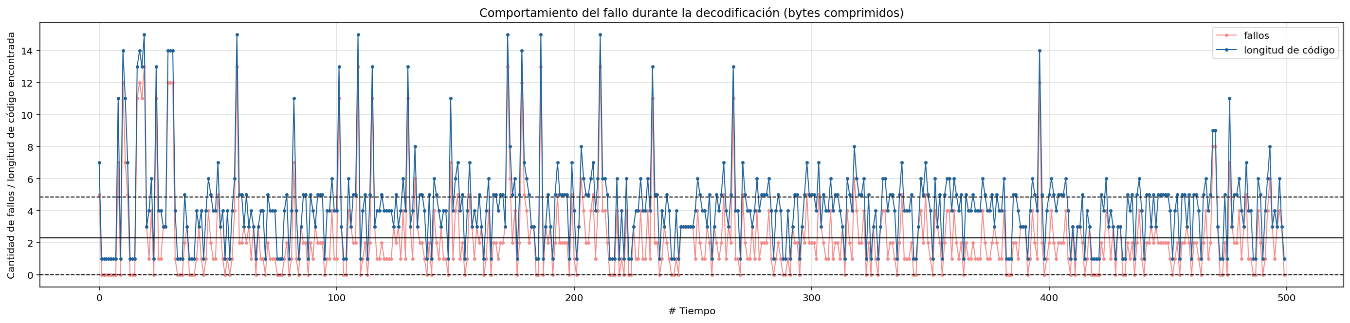 Comportamiento del fallo durante la decodificación (bytes comprimidos)
Cantidad de fallos / longitud de código encontrada
14
12
10
8
6
4
2
0
fallos
longitud de código
0 100 200 300 400 500
# Tiempo